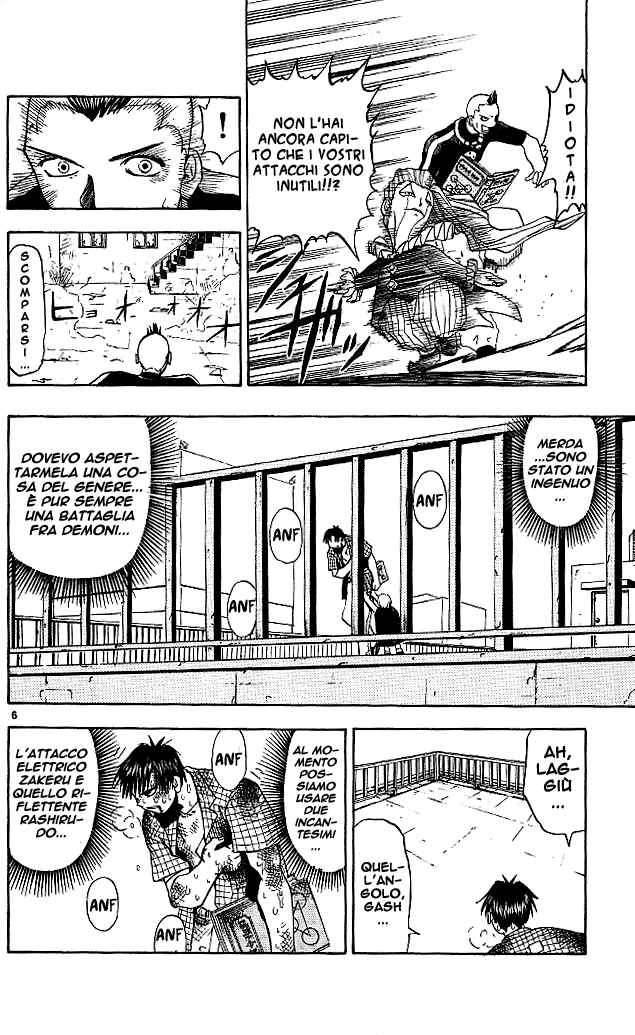 IDIOTA!!
NON L'HAI
ANCORA CAPI-
TO CHE I VOSTRI
ATTACCHI SONO
INUTILI!!?
!
SCOMPARSI...
MERDA
...SONO
STATO UN
INGENUO
...
DOVEVO ASPET-
TARMELA UNA CO-
SA DEL GENERE...
È PUR SEMPRE
UNA BATTAGLIA
FRA DEMONI...
ANF
ANF
ANF
6
AH,
LAG-
GIÙ
...
QUEL-
L'AN-
GOLO,
GASH
...
AL MO-
MENTO
POS-
SIAMO
USARE
DUE
INCAN-
TESIMI
...
L'ATTACCO
ELETTRICO
ZAKERU E
QUELLO RI-
FLETTENTE
RASHIRU-
DO...
ANF
ANF
ANF